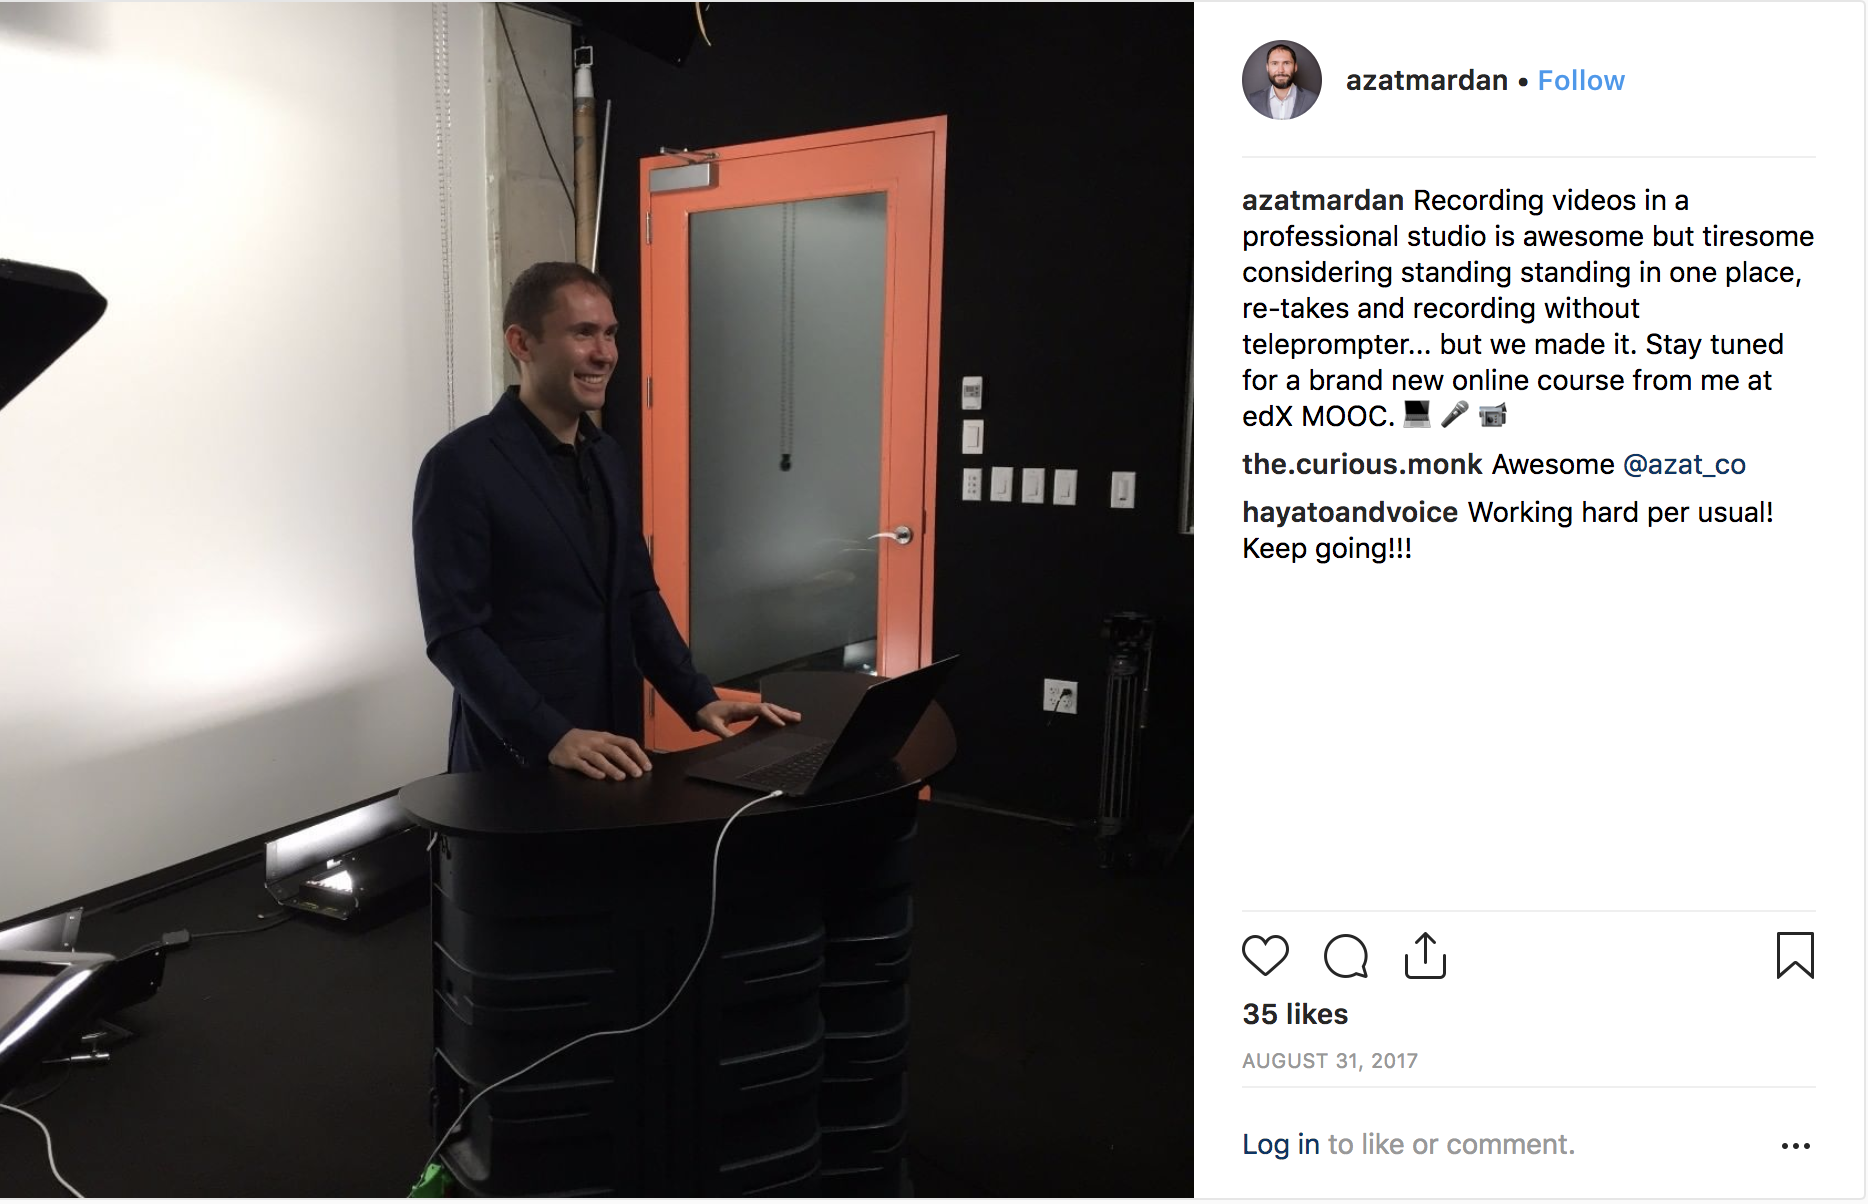 azatmardan • Follow
azatmardan Recording videos in a
professional studio is awesome but tiresome
considering standing standing in one place,
re-takes and recording without
teleprompter... but we made it. Stay tuned
for a brand new online course from me at
edX MOOC. 💻 🎤 📹
the.curious.monk Awesome @azat_co
hayatoandvoice Working hard per usual!
Keep going!!!
35 likes
AUGUST 31, 2017
Log in to like or comment.